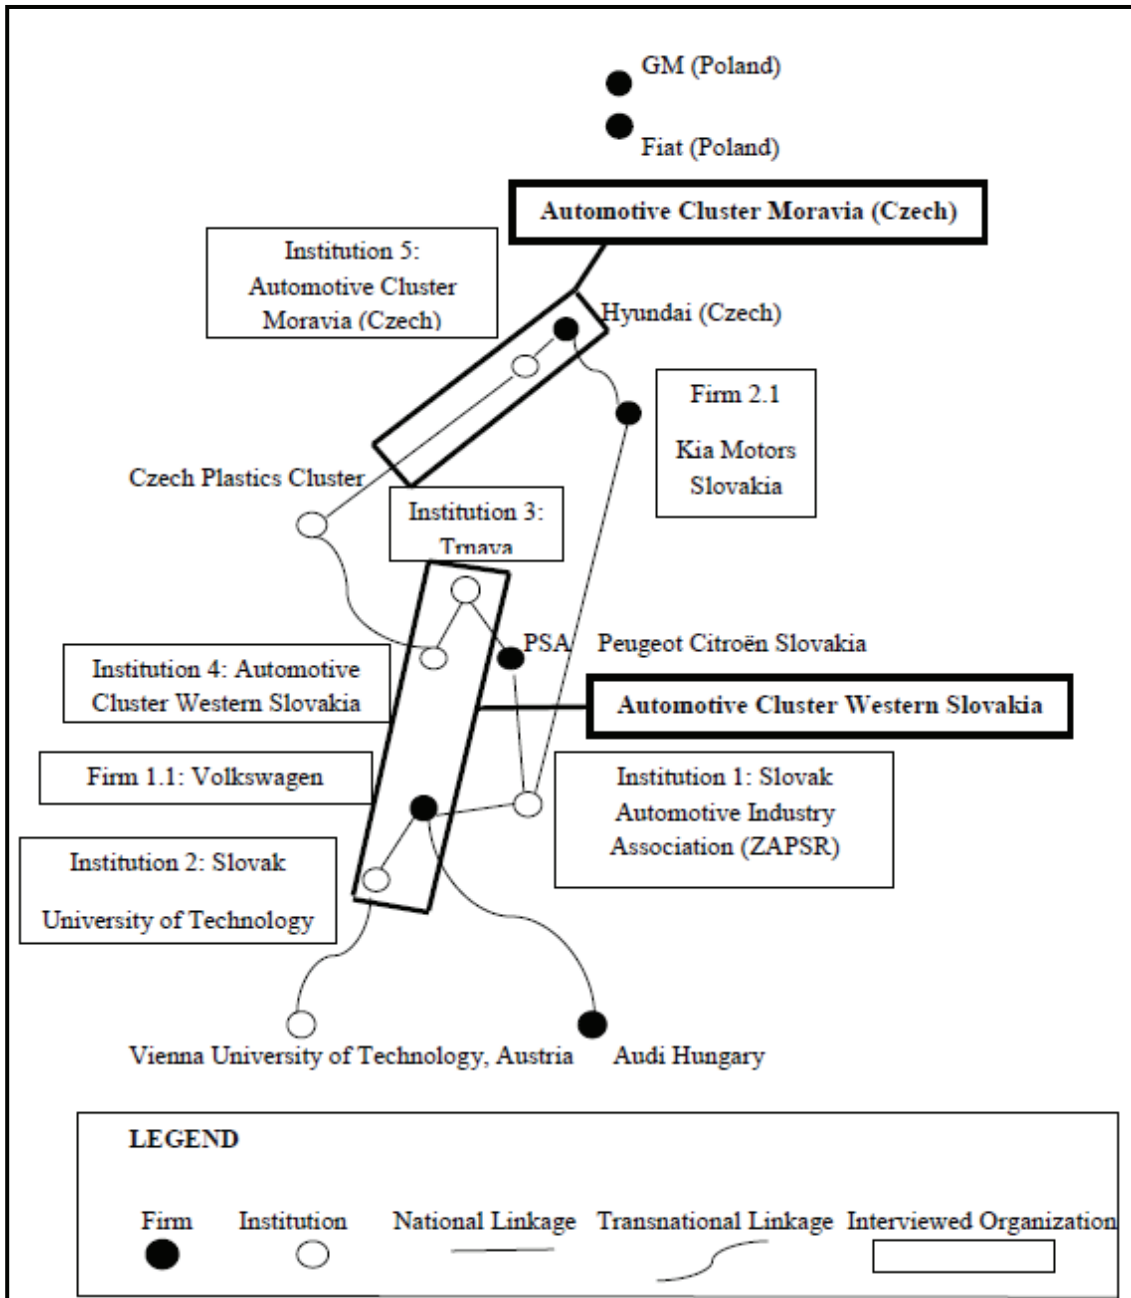 GM (Poland)
Fiat (Poland)
Automotive Cluster Moravia (Czech)
Institution 5:
Automotive Cluster
Moravia (Czech)
Hyundai (Czech)
Firm 2.1
Kia Motors
Slovakia
Czech Plastics Cluster
Institution 3:
Trnava
PSA Peugeot Citroën Slovakia
Institution 4: Automotive
Cluster Western Slovakia
Automotive Cluster Western Slovakia
Firm 1.1: Volkswagen
Institution 1: Slovak
Automotive Industry
Association (ZAPSR)
Institution 2: Slovak
University of Technology
Vienna University of Technology, Austria
Audi Hungary
LEGEND
Firm
Institution
National Linkage
Transnational Linkage
Interviewed Organization